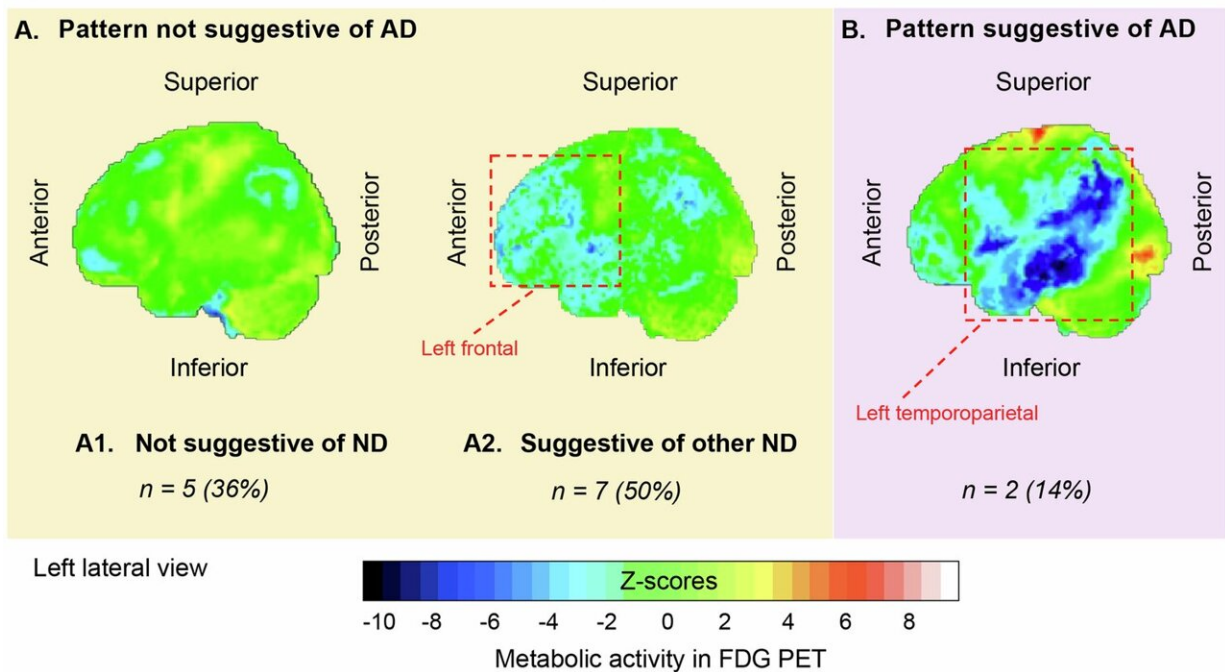 A. Pattern not suggestive of AD
Superior
Anterior
Posterior
Inferior
A1. Not suggestive of ND
n = 5 (36%)
Superior
Anterior
Posterior
Left frontal
Inferior
A2. Suggestive of other ND
n = 7 (50%)
B. Pattern suggestive of AD
Superior
Anterior
Posterior
Inferior
Left temporoparietal
n = 2 (14%)
Left lateral view
Z-scores
-10 -8 -6 -4 -2 0 2 4 6 8
Metabolic activity in FDG PET